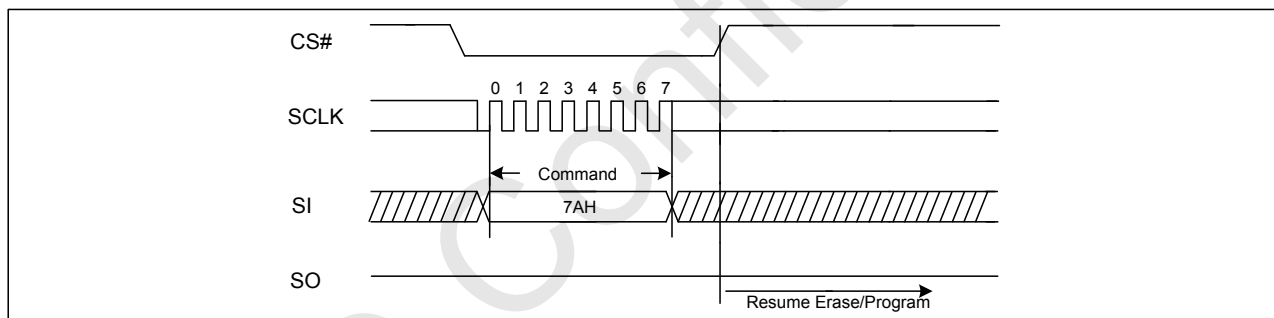 CS#
0 1 2 3 4 5 6 7
SCLK
Command
SI
7AH
SO
Resume Erase/Program